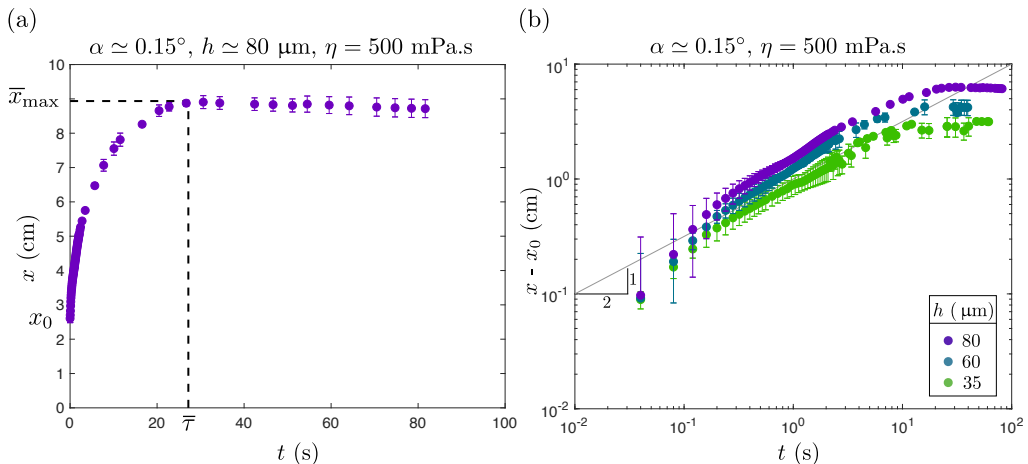 (a)
α ≃ 0.15°, h ≃ 80 µm, η = 500 mPa.s
10
9
8
7
6
5
4
3
2
1
0
x̅max
x0
x (cm)
0
20
40
60
80
100
τ̅
t (s)
(b)
α ≃ 0.15°, η = 500 mPa.s
10^1
10^0
10^-1
10^-2
x - x0 (cm)
1
2
h (µm)
80
60
35
10^-2
10^-1
10^0
10^1
10^2
t (s)